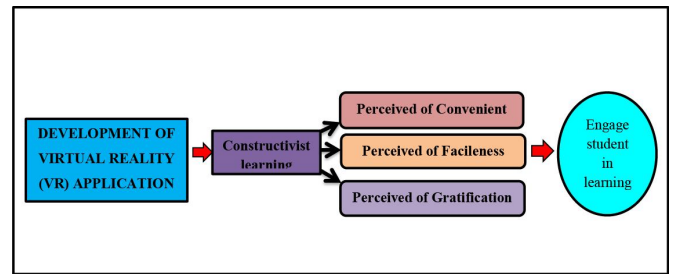 DEVELOPMENT OF
VIRTUAL REALITY
(VR) APPLICATION
Constructivist
learning
Perceived of Convenient
Perceived of Facileness
Perceived of Gratification
Engage
student
in
learning